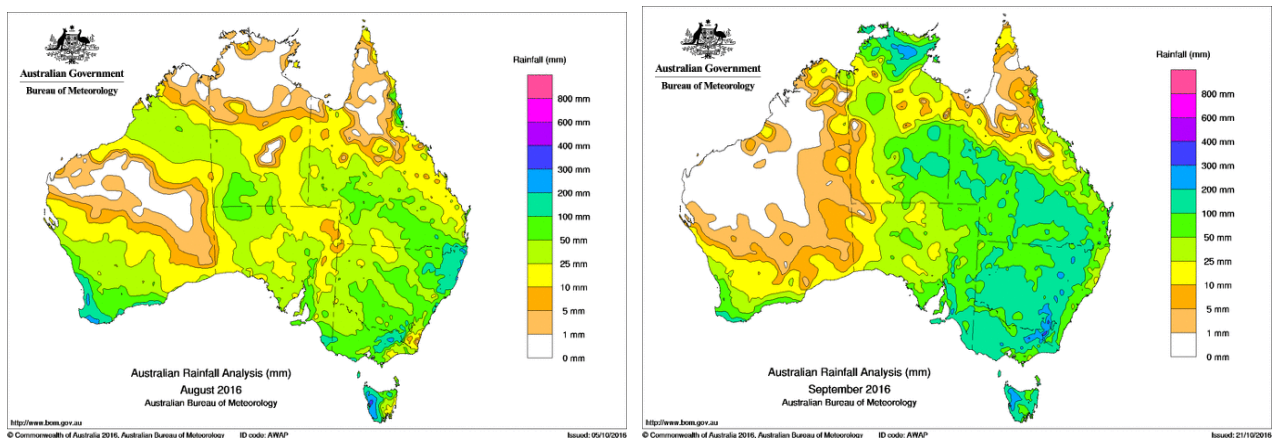 Australian Government
Bureau of Meteorology
Rainfall (mm)
800 mm
600 mm
400 mm
300 mm
200 mm
100 mm
50 mm
25 mm
10 mm
5 mm
1 mm
0 mm
Australian Rainfall Analysis (mm)
August 2016
Australian Bureau of Meteorology
http://www.bom.gov.au
© Commonwealth of Australia 2016, Australian Bureau of Meteorology ID code: AWAP Issued: 05/10/2016
Australian Government
Bureau of Meteorology
Rainfall (mm)
800 mm
600 mm
400 mm
300 mm
200 mm
100 mm
50 mm
25 mm
10 mm
5 mm
1 mm
0 mm
Australian Rainfall Analysis (mm)
September 2016
Australian Bureau of Meteorology
http://www.bom.gov.au
© Commonwealth of Australia 2016, Australian Bureau of Meteorology ID code: AWAP Issued: 21/10/2016